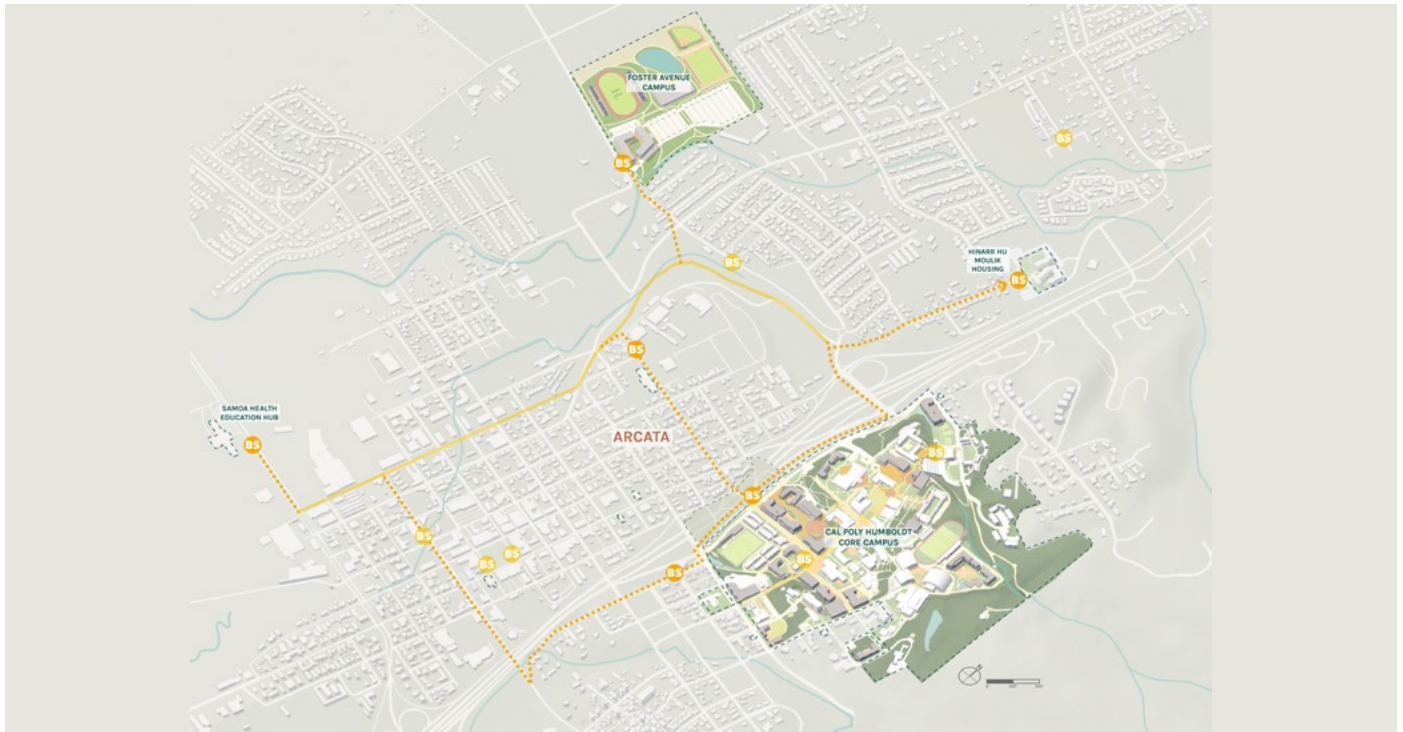 FOSTER AVENUE
CAMPUS
BS
BS
BS
HINARR HU
MOULIK
HOUSING
BS
BS
SAMOA HEALTH
EDUCATION HUB
BS
ARCATA
BS
BS
CAL POLY HUMBOLDT
CORE CAMPUS
BS
BS
BS
BS
BS